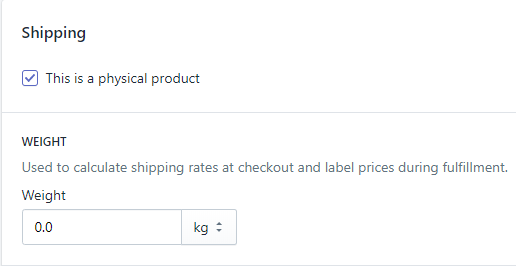 Shipping
This is a physical product
WEIGHT
Used to calculate shipping rates at checkout and label prices during fulfillment.
Weight
0.0 kg